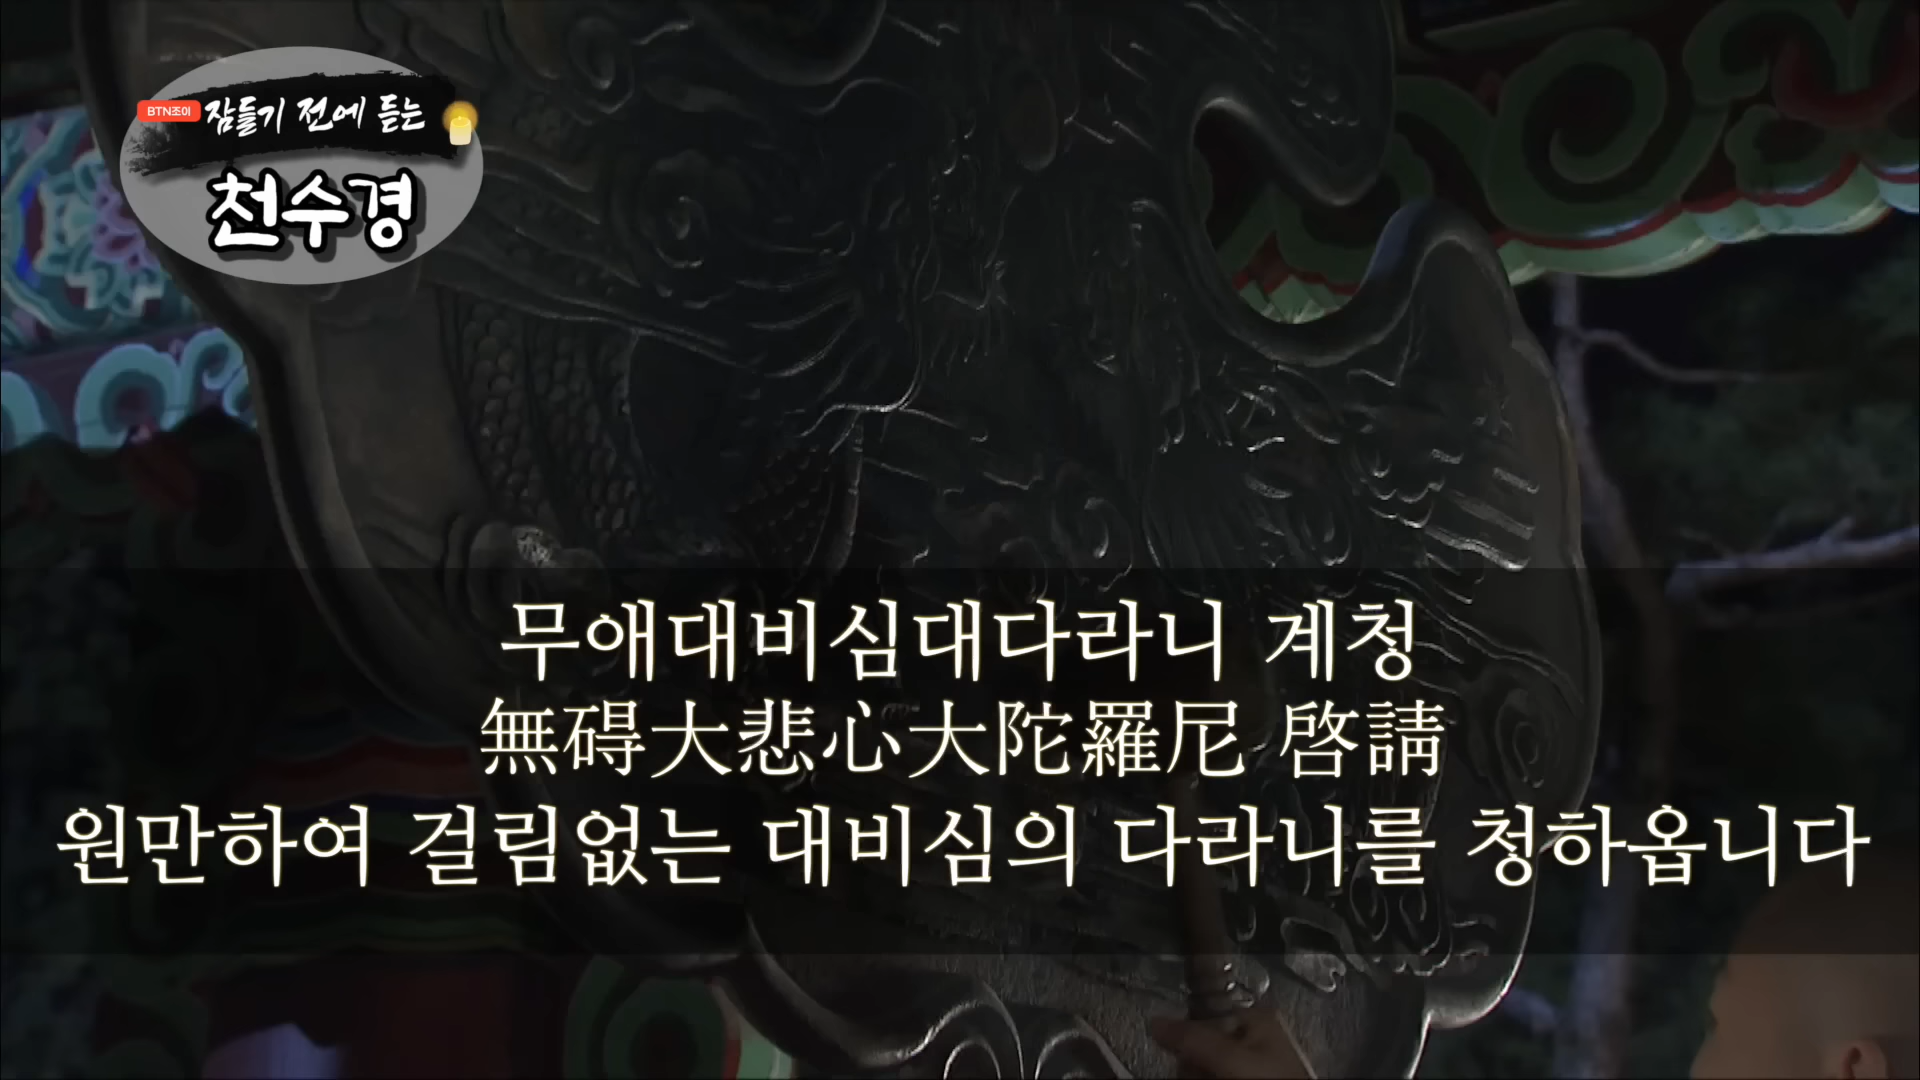 BTN조이
잠들기 전에 듣는
천수경
무애대비심대다라니 계청
無碍大悲心大陀羅尼 啓請
원만하여 걸림없는 대비심의 다라니를 청하옵니다